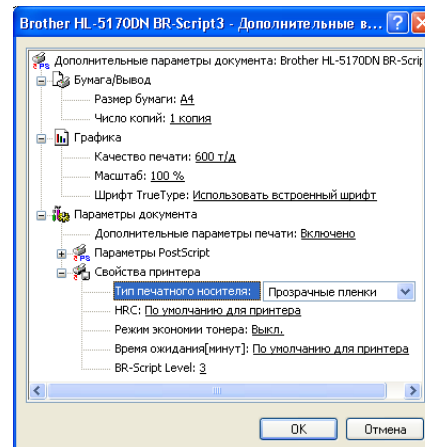 Brother HL-5170DN BR-Script3 - Дополнительные в...
Дополнительные параметры документа: Brother HL-5170DN BR-Scrip
Бумага/Вывод
Размер бумаги: A4
Число копий: 1 копия
Графика
Качество печати: 600 т/д
Масштаб: 100 %
Шрифт TrueType: Использовать встроенный шрифт
Параметры документа
Дополнительные параметры печати: Включено
Параметры PostScript
Свойства принтера
Тип печатного носителя: Прозрачные пленки
HRC: По умолчанию для принтера
Режим экономии тонера: Выкл.
Время ожидания[минут]: По умолчанию для принтера
BR-Script Level: 3
OK Отмена